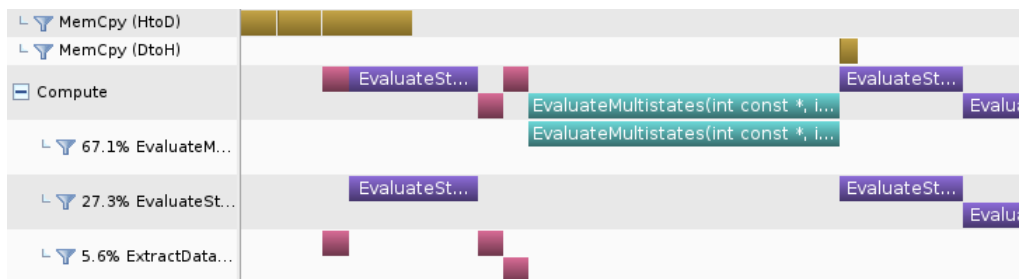 MemCpy (HtoD)
MemCpy (DtoH)
Compute
EvaluateSt...
EvaluateSt...
EvaluateMultistates(int const *, i...
Evalua
67.1% EvaluateM...
EvaluateMultistates(int const *, i...
27.3% EvaluateSt...
EvaluateSt...
EvaluateSt...
Evalua
5.6% ExtractData...